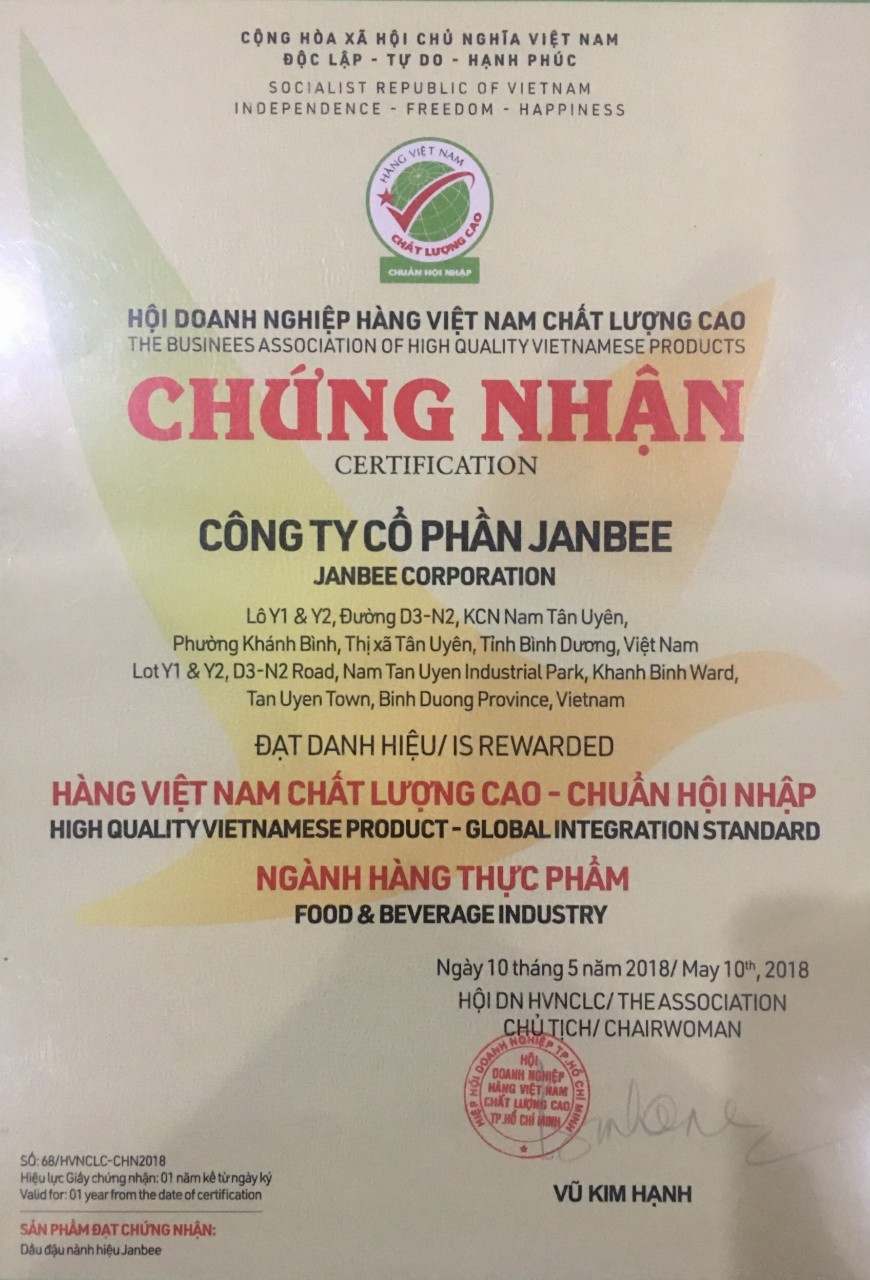 CỘNG HÒA XÃ HỘI CHỦ NGHĨA VIỆT NAM
ĐỘC LẬP - TỰ DO - HẠNH PHÚC
SOCIALIST REPUBLIC OF VIETNAM
INDEPENDENCE - FREEDOM - HAPPINESS
HÀNG VIỆT NAM
CHẤT LƯỢNG CAO
CHUẨN HỘI NHẬP
HỘI DOANH NGHIỆP HÀNG VIỆT NAM CHẤT LƯỢNG CAO
THE BUSINEES ASSOCIATION OF HIGH QUALITY VIETNAMESE PRODUCTS
CHỨNG NHẬN
CERTIFICATION
CÔNG TY CỔ PHẦN JANBEE
JANBEE CORPORATION
Lô Y1 & Y2, Đường D3-N2, KCN Nam Tân Uyên,
Phường Khánh Bình, Thị xã Tân Uyên, Tỉnh Bình Dương, Việt Nam
Lot Y1 & Y2, D3-N2 Road, Nam Tan Uyen Industrial Park, Khanh Binh Ward,
Tan Uyen Town, Binh Duong Province, Vietnam
ĐẠT DANH HIỆU/ IS REWARDED
HÀNG VIỆT NAM CHẤT LƯỢNG CAO - CHUẨN HỘI NHẬP
HIGH QUALITY VIETNAMESE PRODUCT - GLOBAL INTEGRATION STANDARD
NGÀNH HÀNG THỰC PHẨM
FOOD & BEVERAGE INDUSTRY
Ngày 10 tháng 5 năm 2018/ May 10th, 2018
HỘI DN HVNCLC/ THE ASSOCIATION
CHỦ TỊCH/ CHAIRWOMAN
HIỆP HỘI DOANH NGHIỆP TP.HỒ CHÍ MINH
HỘI
DOANH NGHIỆP
HÀNG VIỆT NAM
CHẤT LƯỢNG CAO
TP.HỒ CHÍ MINH
VŨ KIM HẠNH
SỐ: 68/HVNCLC-CHN2018
Hiệu lực Giấy chứng nhận: 01 năm kể từ ngày ký
Valid for: 01 year from the date of certification
SẢN PHẨM ĐẠT CHỨNG NHẬN:
Dầu đậu nành hiệu Janbee